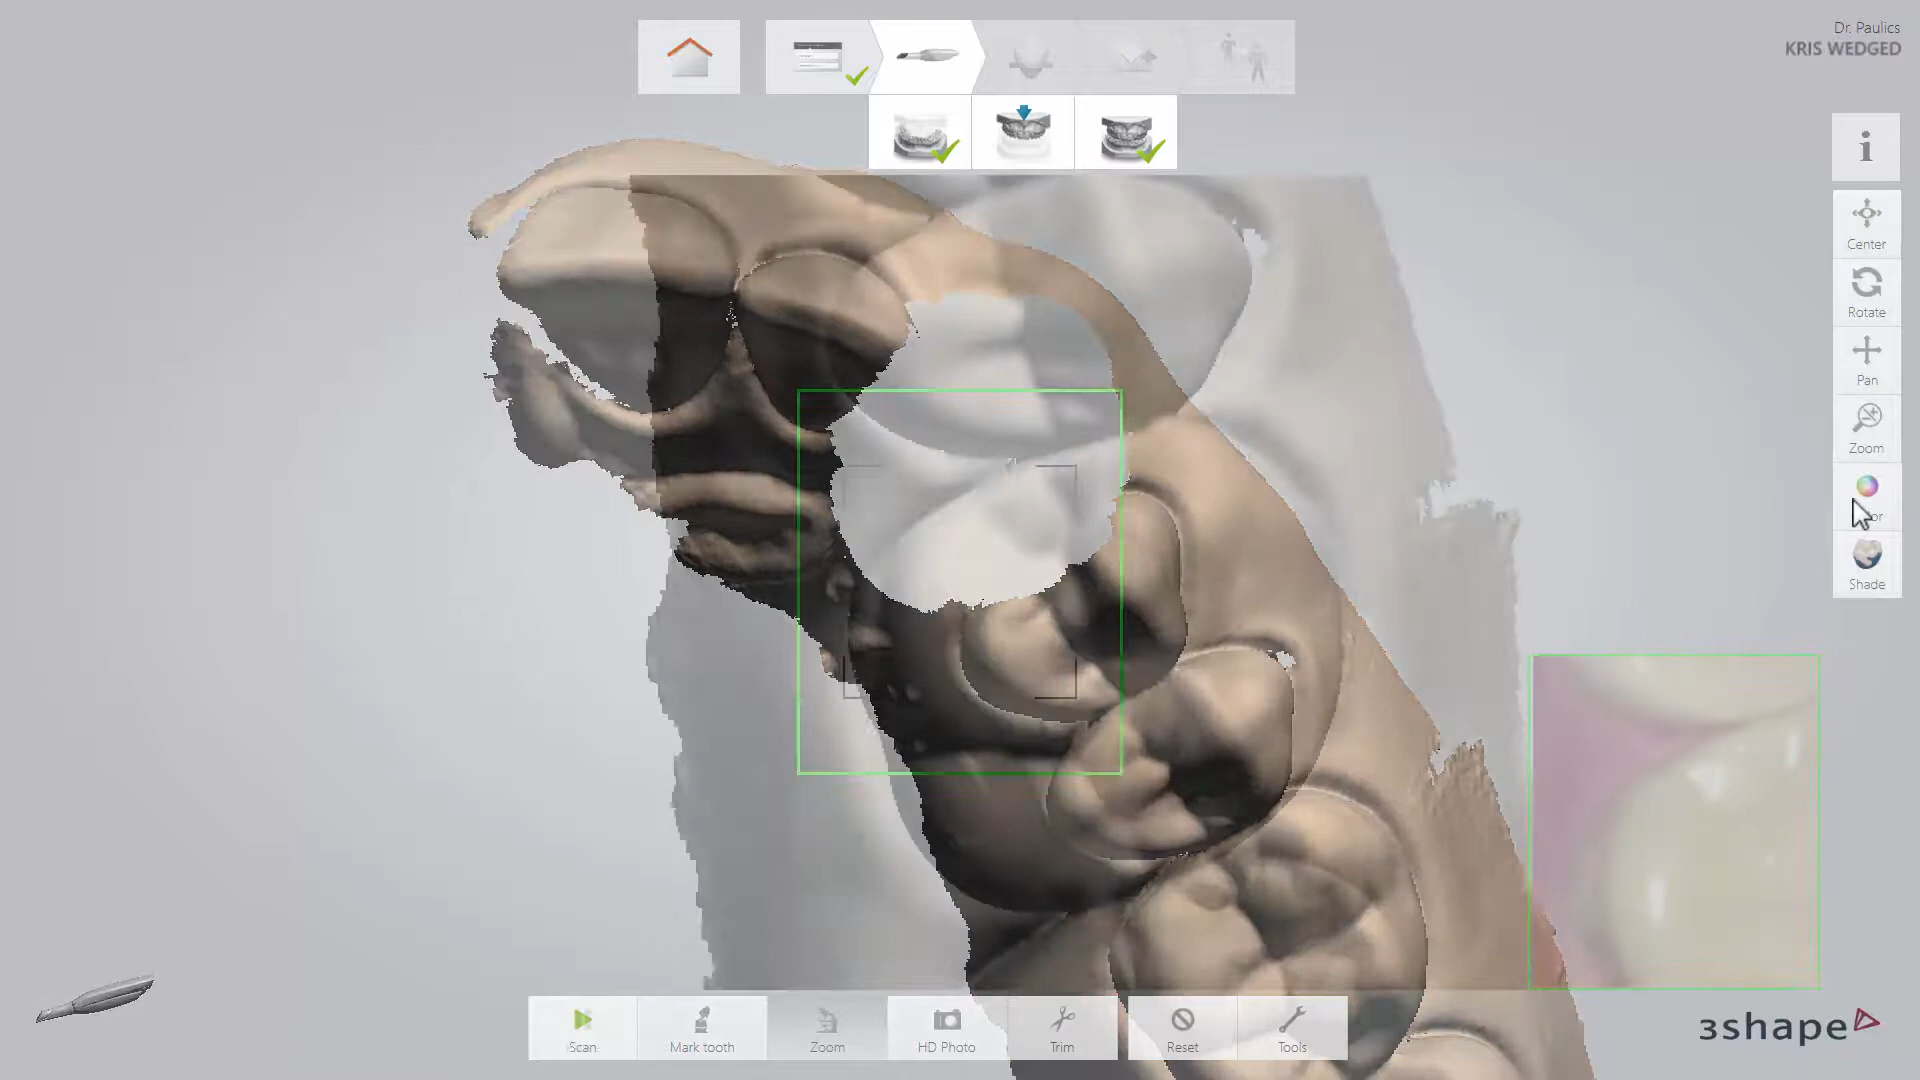 Dr. Paulics
KRIS WEDGED
i
Center
Rotate
Pan
Zoom
Shade
Scan
Mark tooth
Zoom
HD Photo
Trim
Reset
Tools
3shape